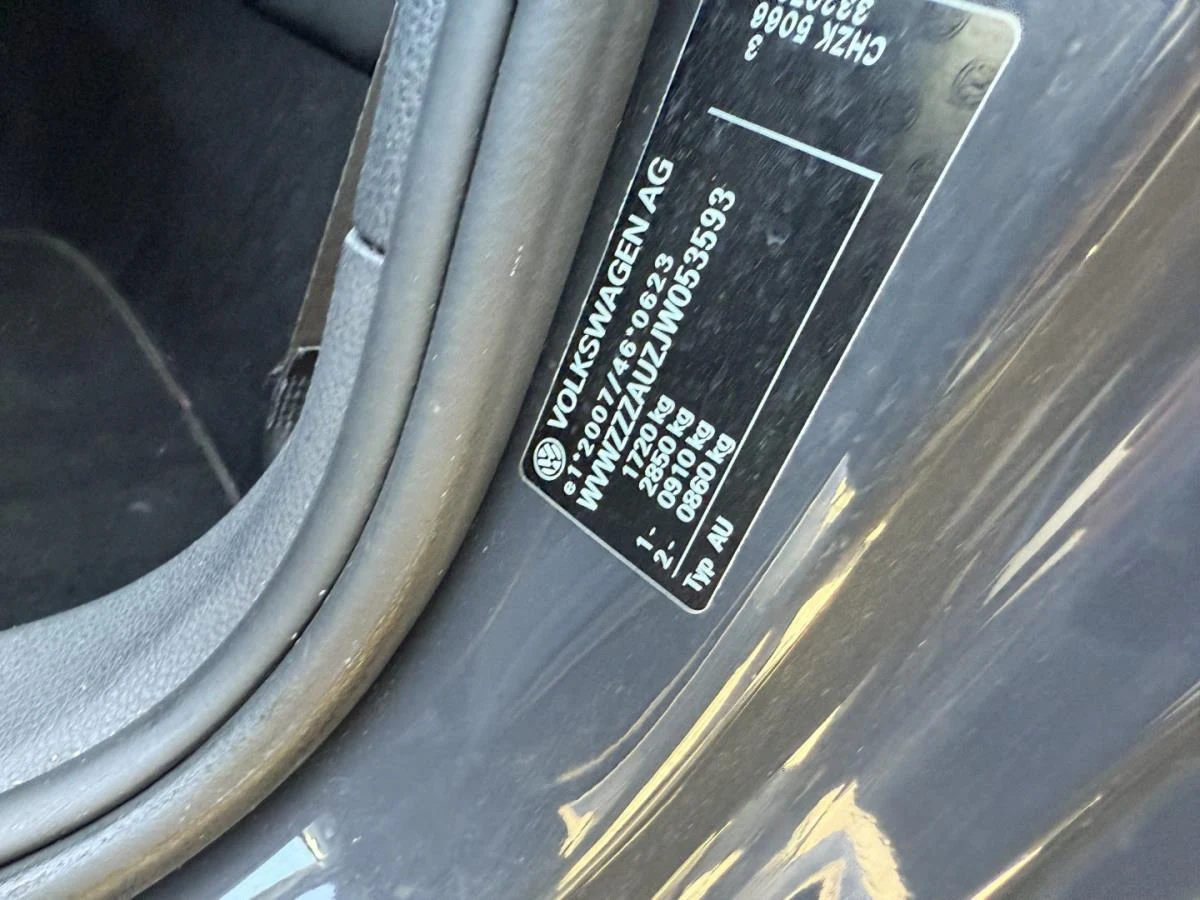 VOLKSWAGEN AG
e1*2007/46*0623
WVWZZZAUZJW053593
1720 kg
2850 kg
1- 0910 kg
2- 0860 kg
Typ AU
CHZK 5066
3